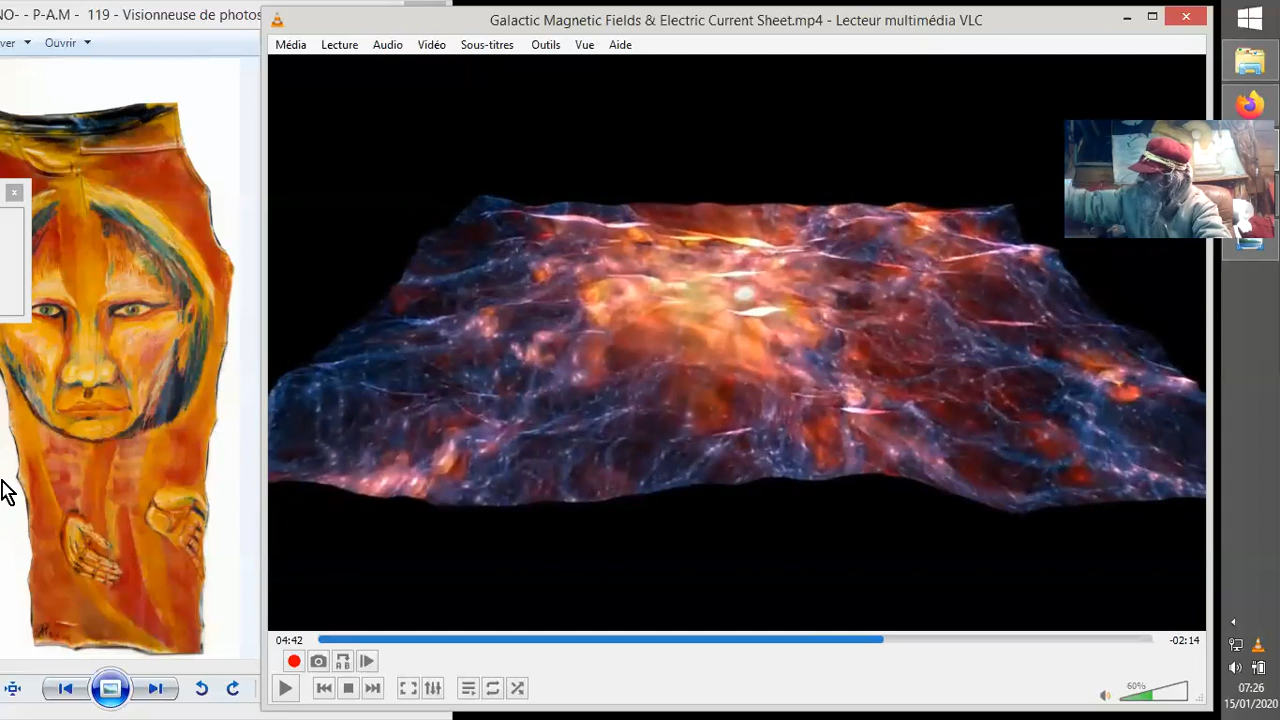 NO- - P-A-M - 119 - Visionneuse de photos
Ouvrir
Galactic Magnetic Fields & Electric Current Sheet.mp4 - Lecteur multimédia VLC
Média Lecture Audio Vidéo Sous-titres Outils Vue Aide
04:42
-02:14
60%
07:26
15/01/2020